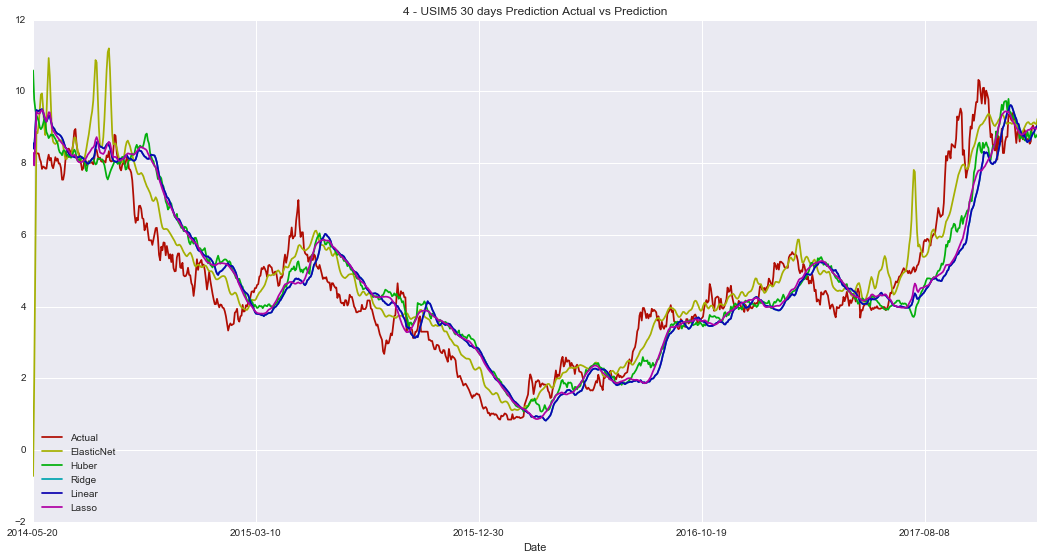 4 - USIM5 30 days Prediction Actual vs Prediction
12
10
8
6
4
2
0
−2
Actual
ElasticNet
Huber
Ridge
Linear
Lasso
2014-05-20
2015-03-10
2015-12-30
2016-10-19
2017-08-08
Date